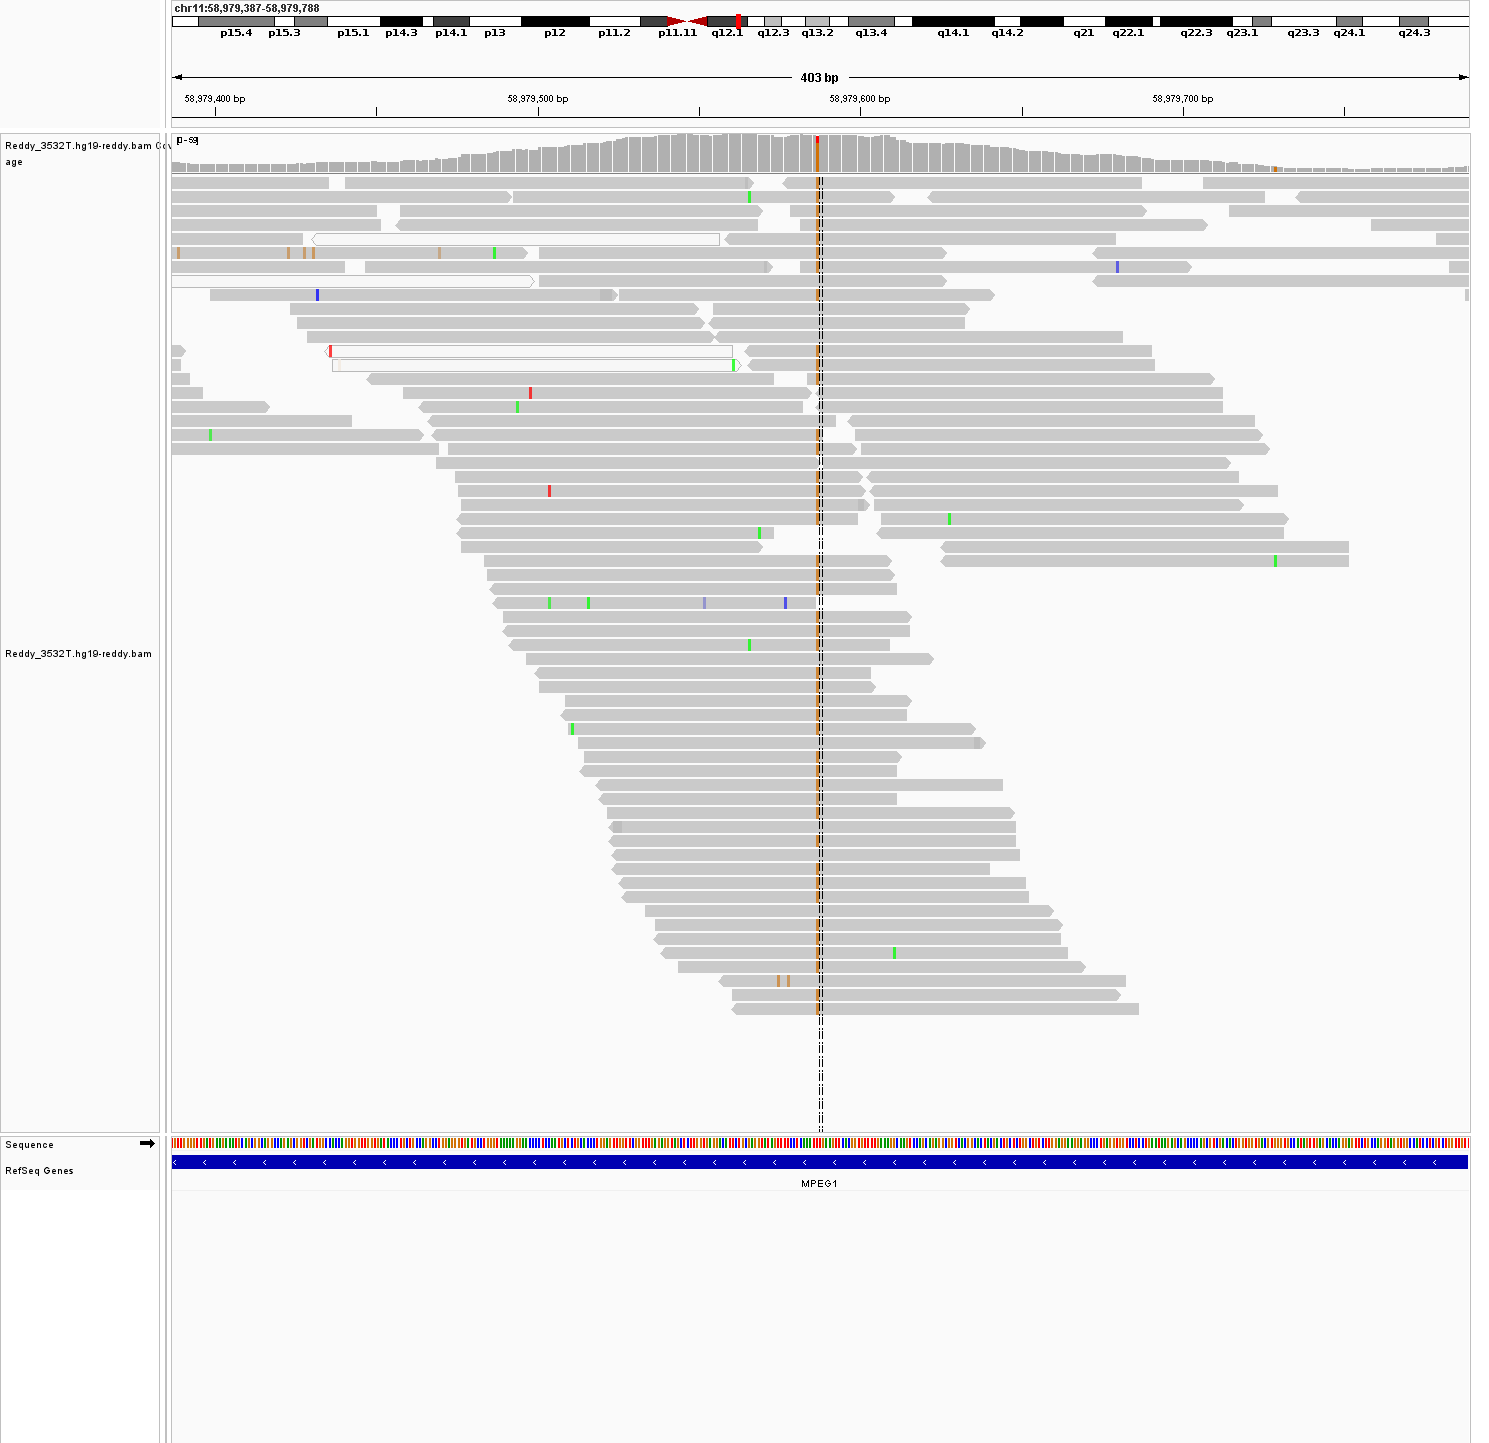 chr11:58,979,387-58,979,788
p15.4 p15.3 p15.1 p14.3 p14.1 p13 p12 p11.2 p11.11 q12.1 q12.3 q13.2 q13.4 q14.1 q14.2 q21 q22.1 q22.3 q23.1 q23.3 q24.1 q24.3
403 bp
58,979,400 bp 58,979,500 bp 58,979,600 bp 58,979,700 bp
Reddy_3532T.hg19-reddy.bam Cov
age
[0 - 59]
Reddy_3532T.hg19-reddy.bam
Sequence
RefSeq Genes
MPEG1